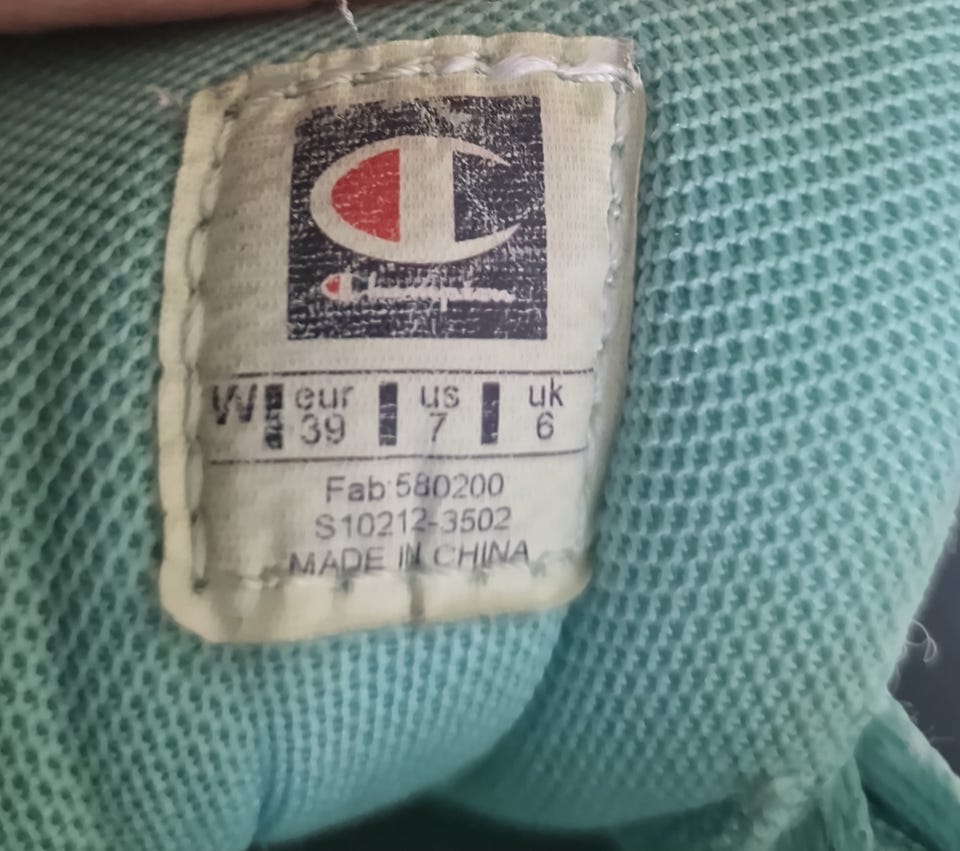 Champion
W eur us uk
39 7 6
Fab:580200
S10212-3502
MADE IN CHINA